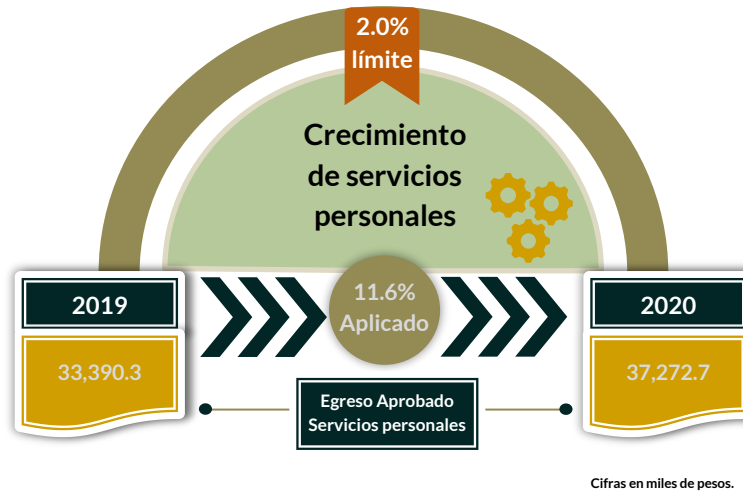 2.0%
límite
Crecimiento
de servicios
personales
11.6%
Aplicado
2019
33,390.3
2020
37,272.7
Egreso Aprobado
Servicios personales
Cifras en miles de pesos.